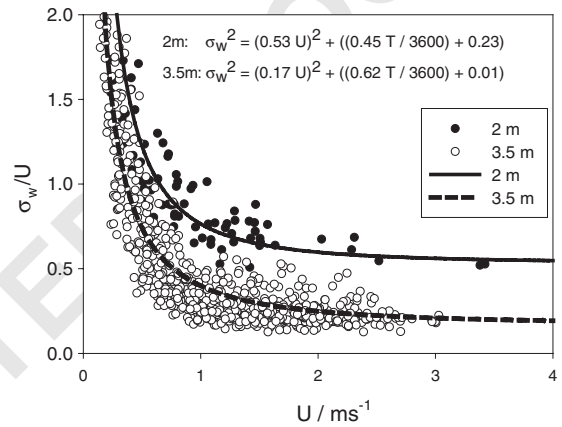 2m: σw² = (0.53 U)² + ((0.45 T / 3600) + 0.23)
3.5m: σw² = (0.17 U)² + ((0.62 T / 3600) + 0.01)
2 m
3.5 m
2 m
3.5 m
2.0
1.5
1.0
0.5
0.0
σw/U
0
1
2
3
4
U / ms⁻¹